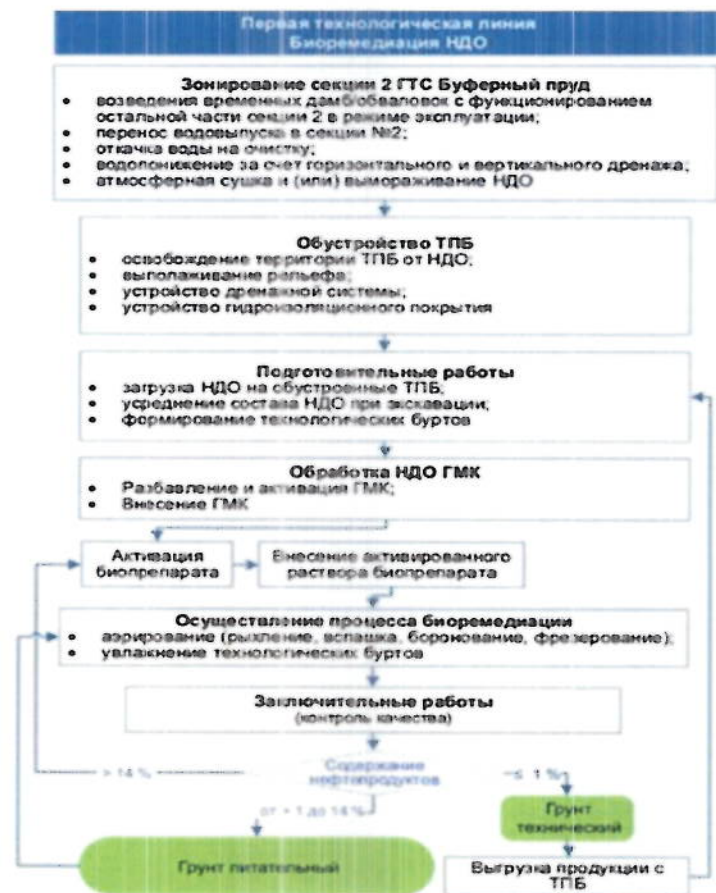 Первая технологическая линия
Биоремедиация НДО
Зонирование секции 2 ГТС Буферный пруд
• возведения временных дамб/обваловок с функционированием
остальной части секции 2 в режиме эксплуатации;
• перенос водовыпуска в секции №2;
• откачка воды на очистку;
• водопонижение за счет горизонтального и вертикального дренажа;
• атмосферная сушка и (или) вымораживание НДО
Обустройство ТПБ
• освобождение территории ТПБ от НДО;
• выполаживание рельефа;
• устройство дренажной системы;
• устройство гидроизоляционного покрытия
Подготовительные работы
• загрузка НДО на обустроенные ТПБ;
• усреднение состава НДО при экскавации;
• формирование технологических буртов
Обработка НДО ГМК
• Разбавление и активация ГМК;
• Внесение ГМК
Активация
биопрепарата
Внесение активированного
раствора биопрепарата
Осуществление процесса биоремедиации
• аэрирование (рыхление, вспашка, боронование, фрезерование);
• увлажнение технологических буртов
Заключительные работы
(контроль качества)
Содержание
нефтепродуктов
> 14 %
≤ 1 %
от > 1 до 14 %
Грунт
технический
Грунт питательный
Выгрузка продукции с
ТПБ